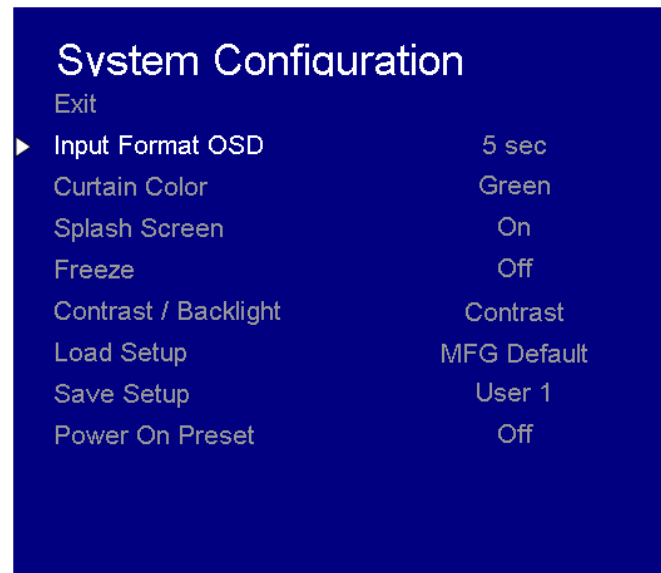 System Configuration
Exit
Input Format OSD 5 sec
Curtain Color Green
Splash Screen On
Freeze Off
Contrast / Backlight Contrast
Load Setup MFG Default
Save Setup User 1
Power On Preset Off